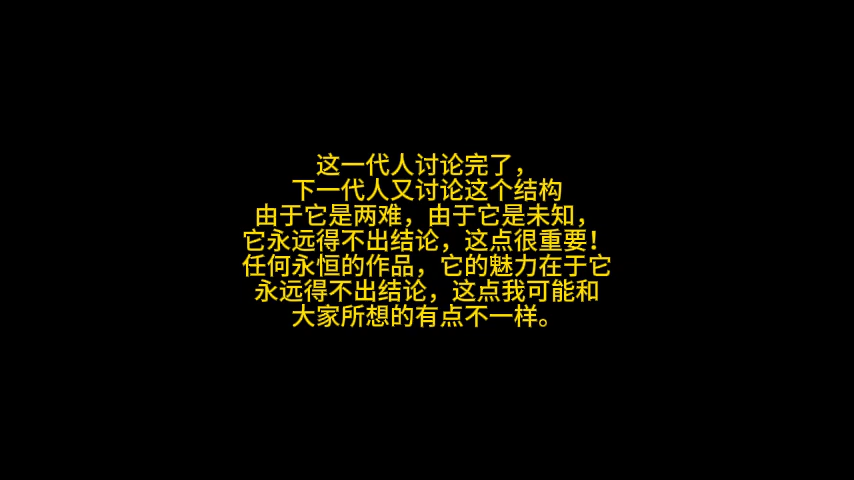 这一代人讨论完了，
下一代人又讨论这个结构
由于它是两难，由于它是未知，
它永远得不出结论，这点很重要！
任何永恒的作品，它的魅力在于它
永远得不出结论，这点我可能和
大家所想的有点不一样。